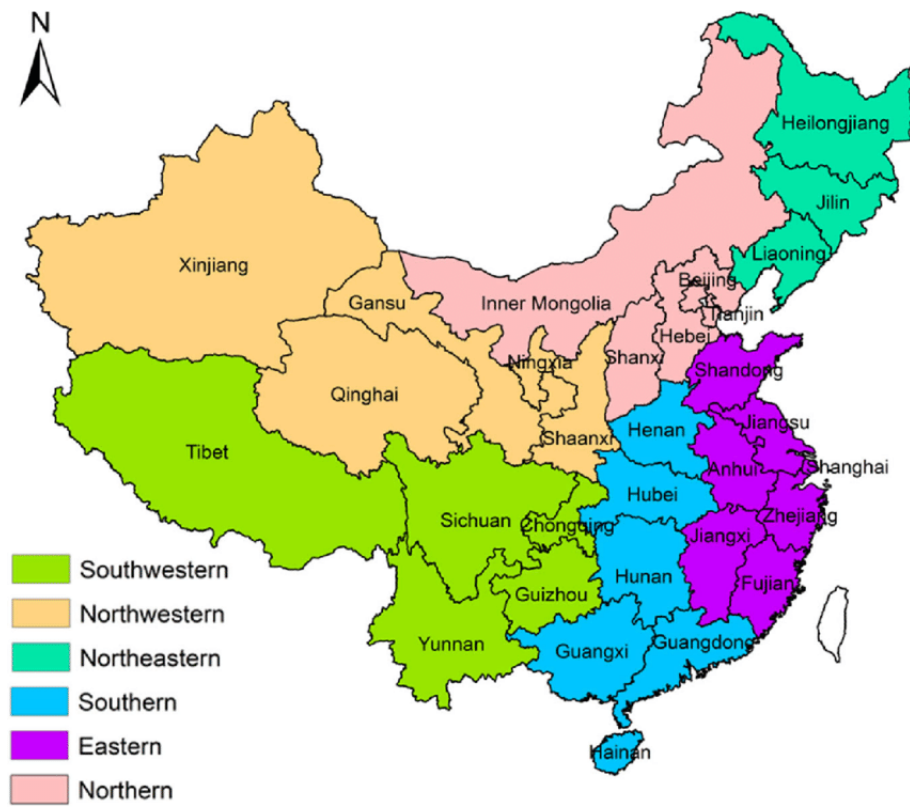 N
Heilongjiang
Jilin
Liaoning
Xinjiang
Gansu
Inner Mongolia
Beijing
Tianjin
Hebei
Shanxi
Ningxia
Shandong
Qinghai
Shaanxi
Henan
Jiangsu
Tibet
Anhui
Shanghai
Hubei
Sichuan
Chongqing
Zhejiang
Jiangxi
Hunan
Fujian
Guizhou
Yunnan
Guangxi
Guangdong
Hainan
Southwestern
Northwestern
Northeastern
Southern
Eastern
Northern